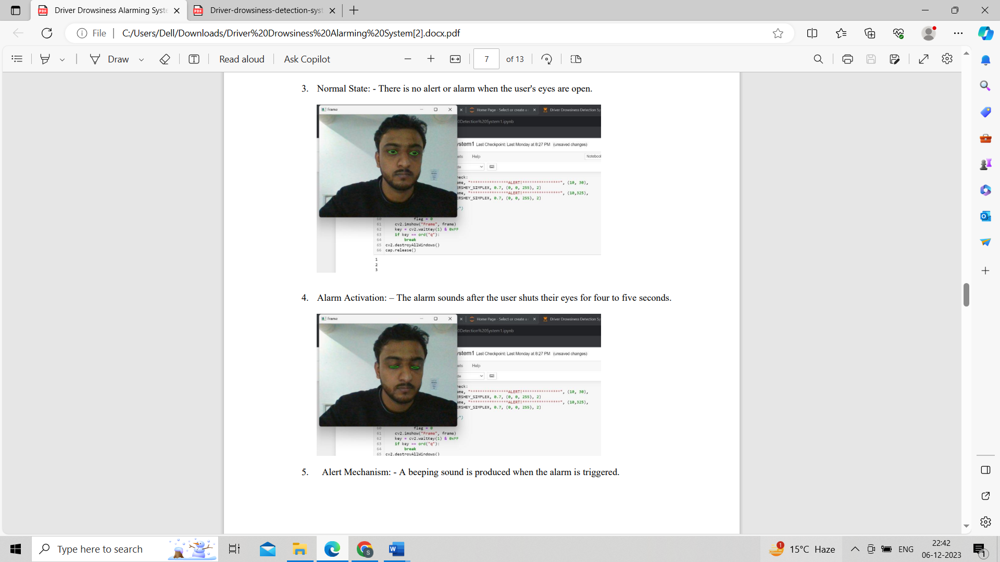 Driver Drowsiness Alarming Syste
Driver-drowsiness-detection-syst
File
C:/Users/Dell/Downloads/Driver%20Drowsiness%20Alarming%20System[2].docx.pdf
Draw
Read aloud
Ask Copilot
7
of 13
3. Normal State: - There is no alert or alarm when the user's eyes are open.
Frame
Home Page - Select or create a
Driver Drowsiness Detection Sy
0Detection%20System1.ipynb
ystem1 Last Checkpoint: Last Monday at 8:27 PM (unsaved changes)
Help
Notebook
heck:
ame, "****************ALERT!****************", (10, 30),
ERSHEY_SIMPLEX, 0.7, (0, 0, 255), 2)
ame, "****************ALERT!****************", (10,325),
ERSHEY_SIMPLEX, 0.7, (0, 0, 255), 2)
")
60 flag = 0
61 cv2.imshow("Frame", frame)
62 key = cv2.waitKey(1) & 0xFF
63 if key == ord("q"):
64 break
65 cv2.destroyAllWindows()
66 cap.release()
1
2
3
4. Alarm Activation: – The alarm sounds after the user shuts their eyes for four to five seconds.
Frame
Home Page - Select or create a
Driver Drowsiness Detection Sy
0Detection%20System1.ipynb
ystem1 Last Checkpoint: Last Monday at 8:27 PM (unsaved changes)
Help
heck:
ame, "****************ALERT!****************", (10, 30),
ERSHEY_SIMPLEX, 0.7, (0, 0, 255), 2)
ame, "****************ALERT!****************", (10,325),
ERSHEY_SIMPLEX, 0.7, (0, 0, 255), 2)
")
60 flag = 0
61 cv2.imshow("Frame", frame)
62 key = cv2.waitKey(1) & 0xFF
63 if key == ord("q"):
64 break
65 cv2.destroyAllWindows()
5. Alert Mechanism: - A beeping sound is produced when the alarm is triggered.
Type here to search
15°C Haze
ENG
22:42
06-12-2023